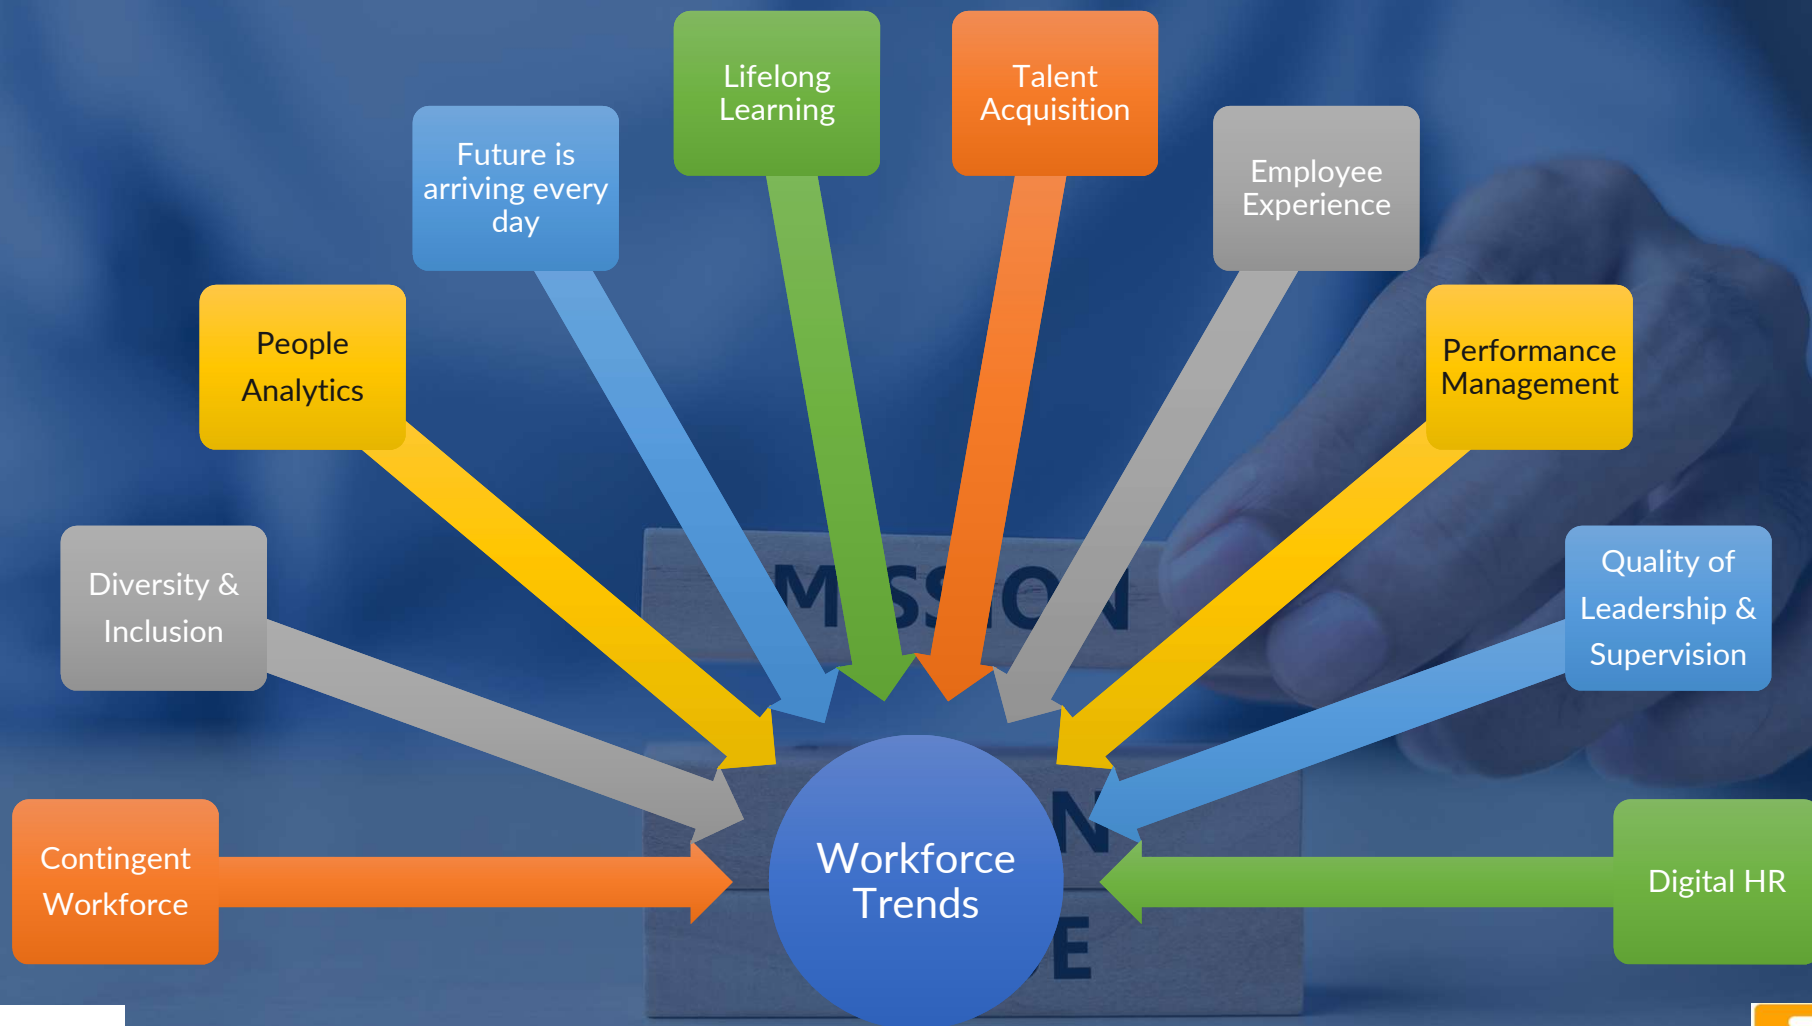 Lifelong
Learning
Talent
Acquisition
Future is
arriving every
day
Employee
Experience
People
Analytics
Performance
Management
Diversity &
Inclusion
Quality of
Leadership &
Supervision
Contingent
Workforce
Workforce
Trends
Digital HR
MISSION